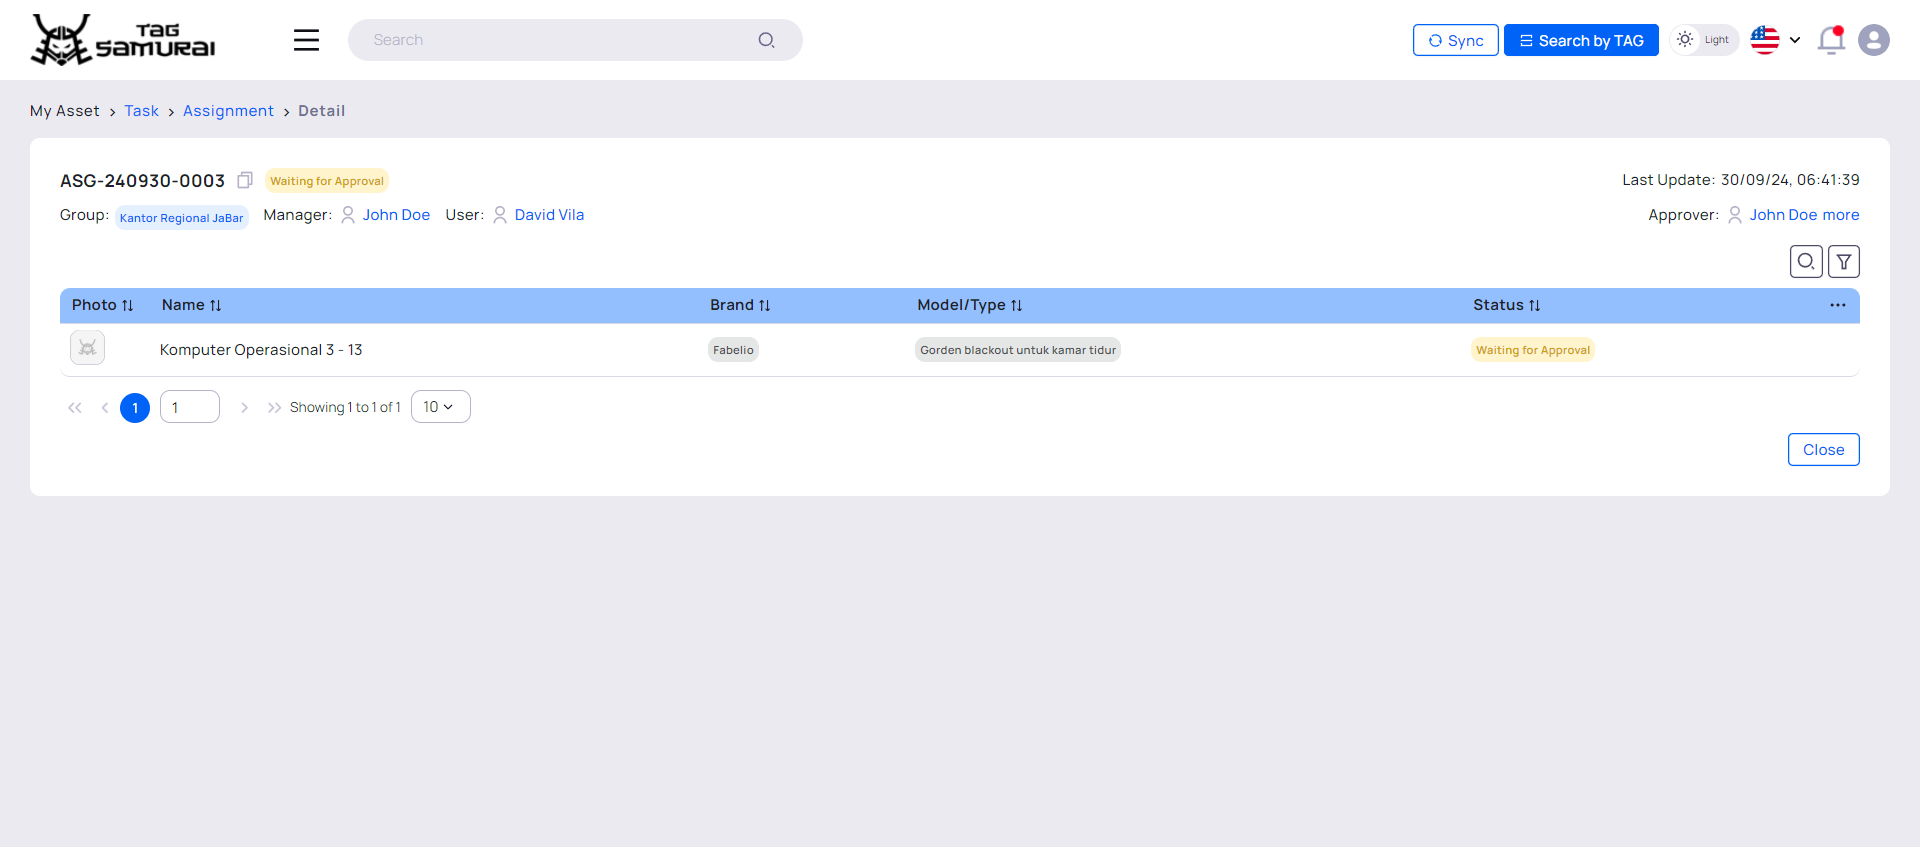 TAG
SAMURAI
Search
Sync
Search by TAG
Light
My Asset > Task > Assignment > Detail
ASG-240930-0003 Waiting for Approval
Last Update: 30/09/24, 06:41:39
Group: Kantor Regional JaBar Manager: John Doe User: David Vila
Approver: John Doe more
Photo Name Brand Model/Type Status ...
Komputer Operasional 3 - 13 Fabelio Gorden blackout untuk kamar tidur Waiting for Approval
1 1 Showing 1 to 1 of 1 10
Close